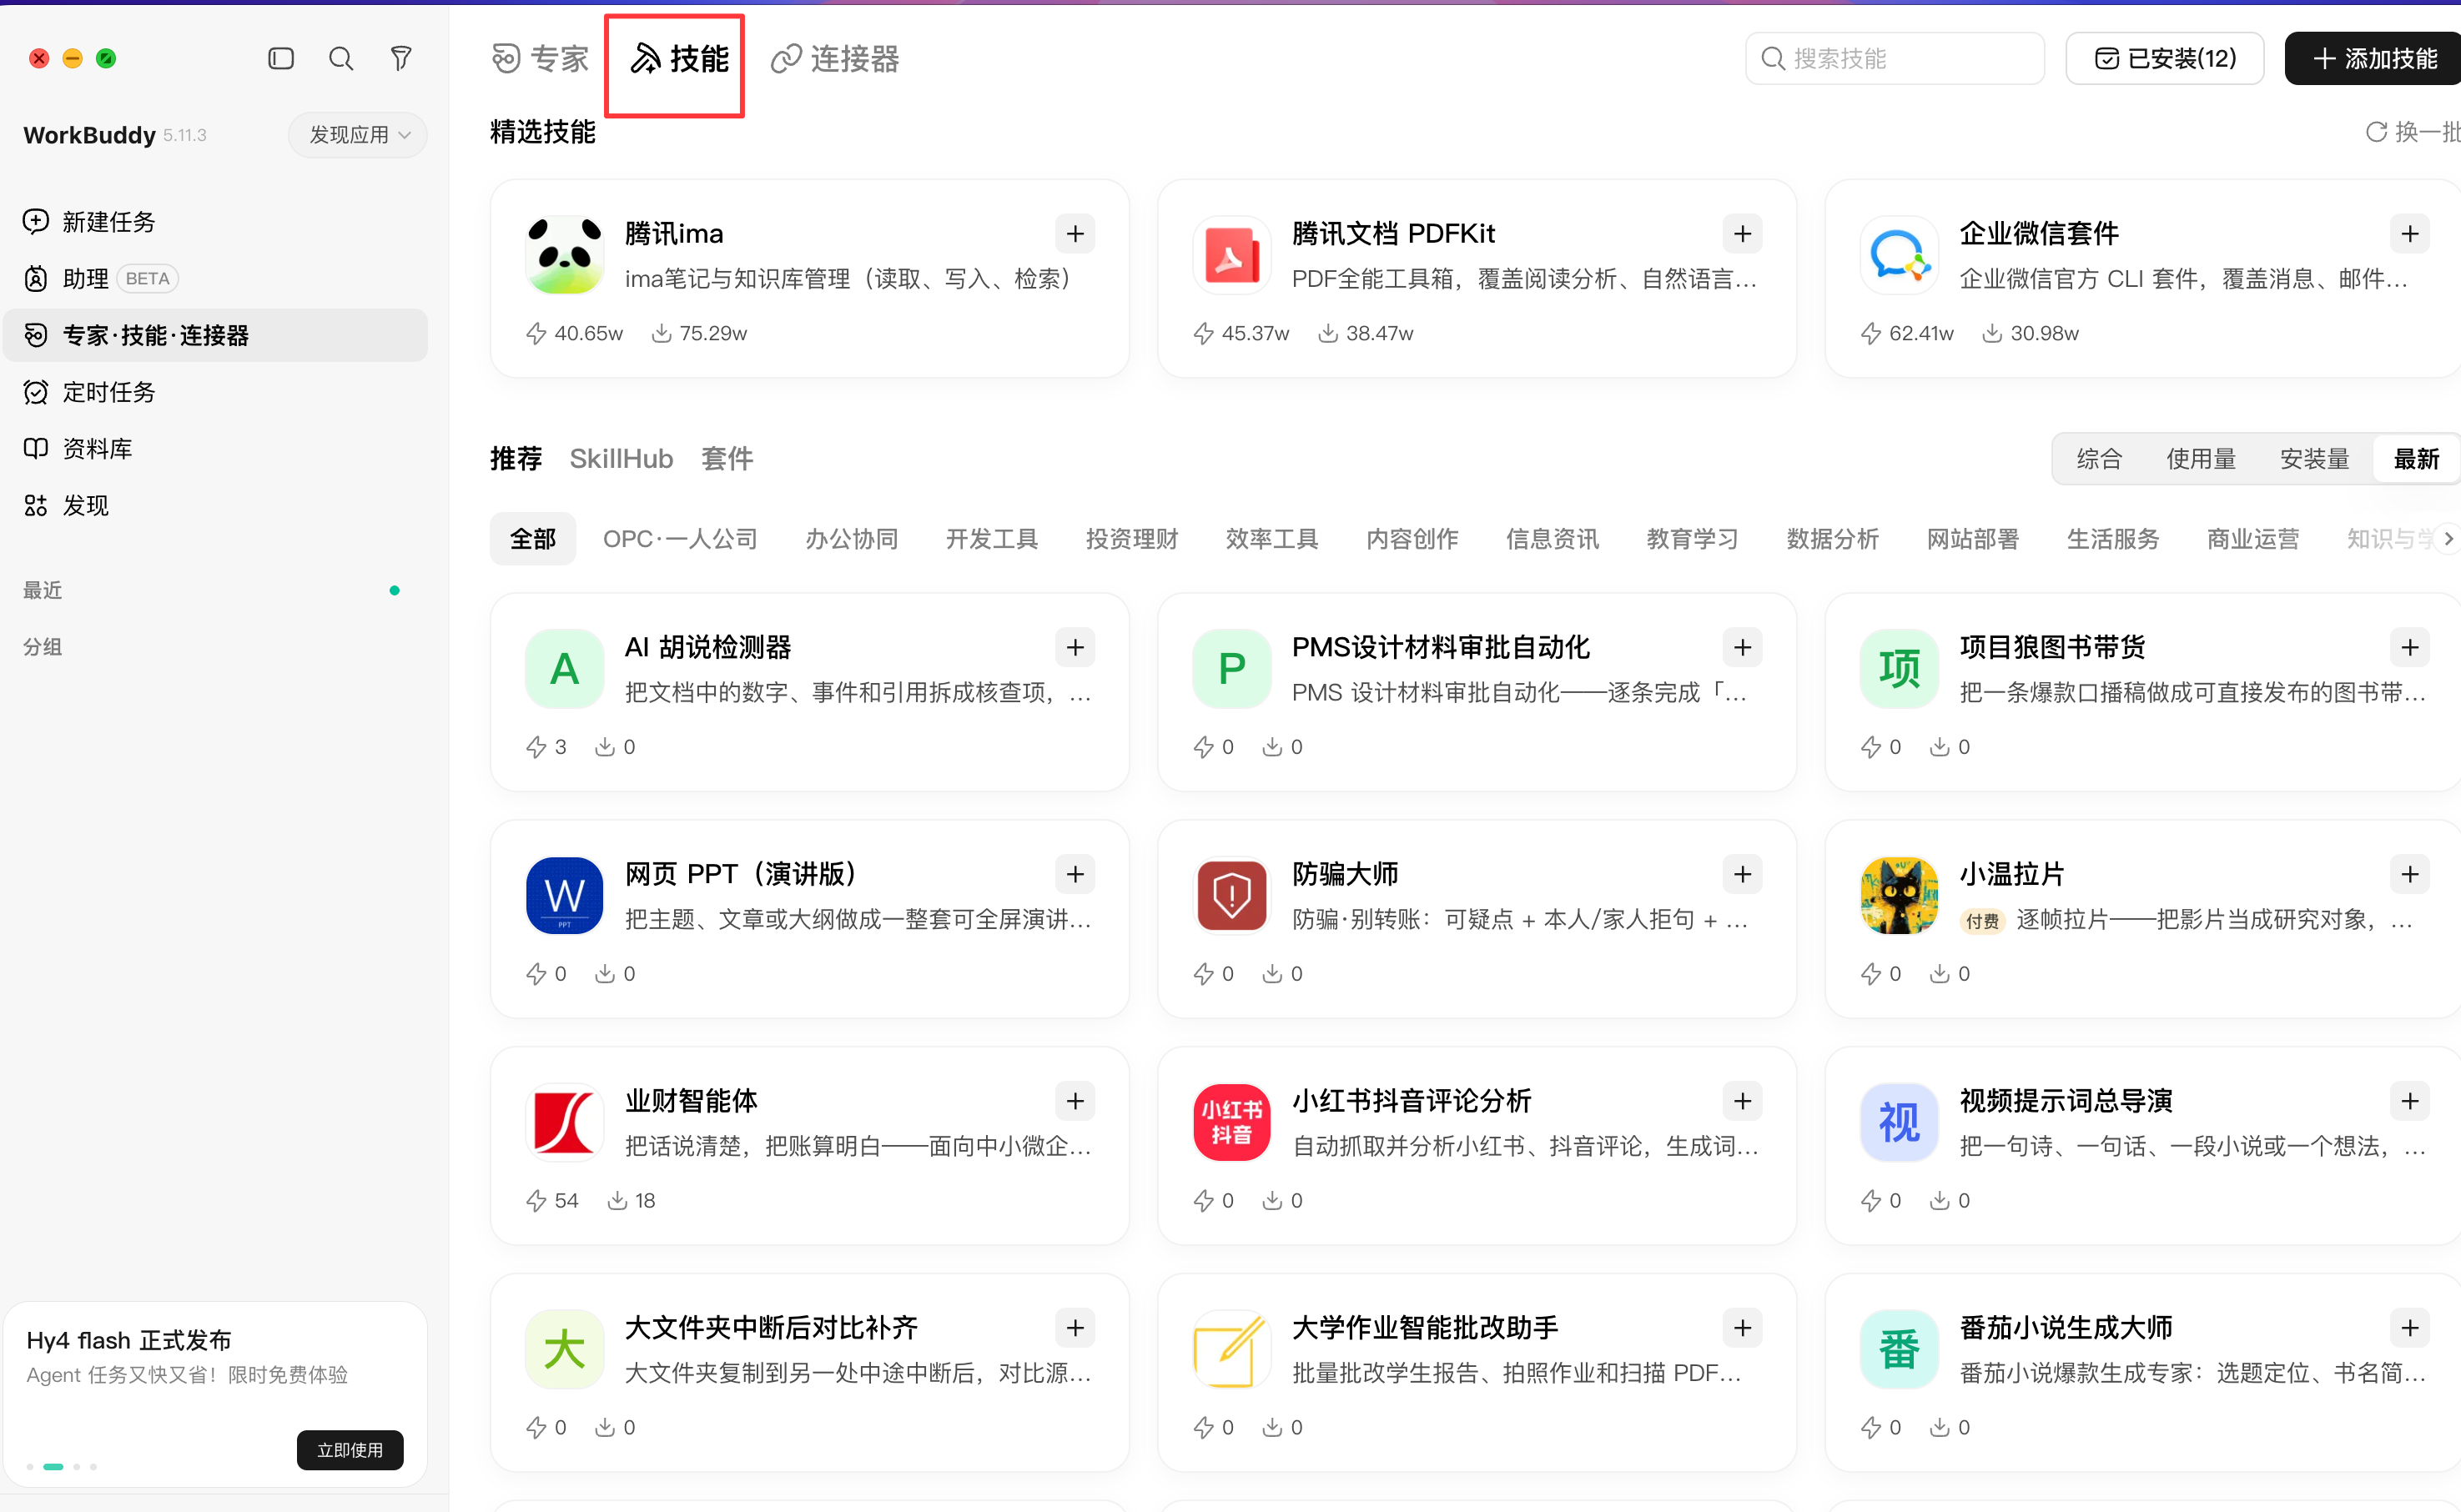 专家 技能 连接器 搜索技能 已安装(12) 添加技能
WorkBuddy 5.11.3 发现应用
新建任务
助理 BETA
专家·技能·连接器
定时任务
资料库
发现
最近
分组
Hy4 flash 正式发布
Agent 任务又快又省！限时免费体验
立即使用
精选技能 换一批
腾讯ima
ima笔记与知识库管理（读取、写入、检索）
40.65w 75.29w
腾讯文档 PDFKit
PDF全能工具箱，覆盖阅读分析、自然语言...
45.37w 38.47w
企业微信套件
企业微信官方 CLI 套件，覆盖消息、邮件...
62.41w 30.98w
推荐 SkillHub 套件 综合 使用量 安装量 最新
全部 OPC·一人公司 办公协同 开发工具 投资理财 效率工具 内容创作 信息资讯 教育学习 数据分析 网站部署 生活服务 商业运营 知识与学
A
AI 胡说检测器
把文档中的数字、事件和引用拆成核查项，...
3 0
P
PMS设计材料审批自动化
PMS 设计材料审批自动化——逐条完成「...
0 0
项
项目狼图书带货
把一条爆款口播稿做成可直接发布的图书带...
0 0
W
PPT
网页 PPT（演讲版）
把主题、文章或大纲做成一整套可全屏演讲...
0 0
防骗大师
防骗·别转账：可疑点 + 本人/家人拒句 + ...
0 0
小温拉片
付费 逐帧拉片——把影片当成研究对象，...
0 0
业财智能体
把话说清楚，把账算明白——面向中小微企...
54 18
小红书
抖音
小红书抖音评论分析
自动抓取并分析小红书、抖音评论，生成词...
0 0
视
视频提示词总导演
把一句诗、一句话、一段小说或一个想法，...
0 0
大
大文件夹中断后对比补齐
大文件夹复制到另一处中途中断后，对比源...
0 0
大学作业智能批改助手
批量批改学生报告、拍照作业和扫描 PDF...
0 0
番
番茄小说生成大师
番茄小说爆款生成专家：选题定位、书名简...
0 0